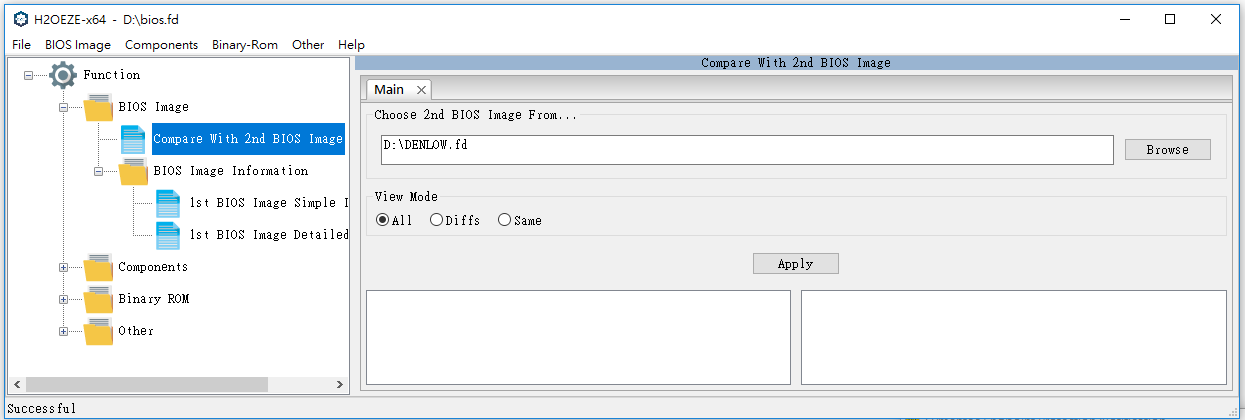 H2OEZE-x64 - D:\bios.fd
File BIOS Image Components Binary-Rom Other Help
Function
BIOS Image
Compare With 2nd BIOS Image
BIOS Image Information
1st BIOS Image Simple I
1st BIOS Image Detailed
Components
Binary ROM
Other
Compare With 2nd BIOS Image
Main
Choose 2nd BIOS Image From...
D:\DENLOW.fd
Browse
View Mode
All Diffs Same
Apply
Successful